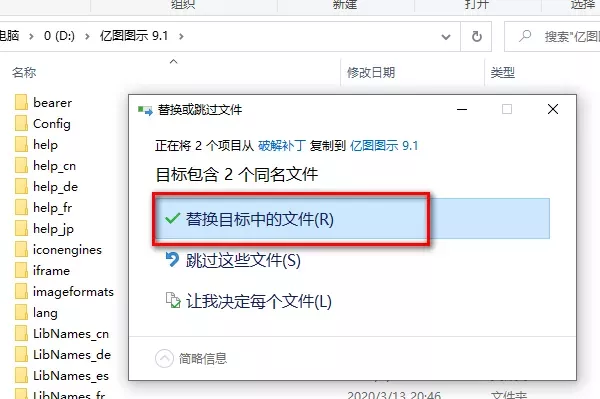 组织
新建
打开
选择
电脑 0 (D:) 亿图图示 9.1
搜索"亿图
名称 修改日期 类型
bearer
Config
help
help_cn
help_de
help_fr
help_jp
iconengines
iframe
imageformats
lang
LibNames_cn
LibNames_de
LibNames_es
LibNames_fr
替换或跳过文件
正在将 2 个项目从 破解补丁 复制到 亿图图示 9.1
目标包含 2 个同名文件
替换目标中的文件(R)
跳过这些文件(S)
让我决定每个文件(L)
简略信息
2020/3/13 20:46 文件夹